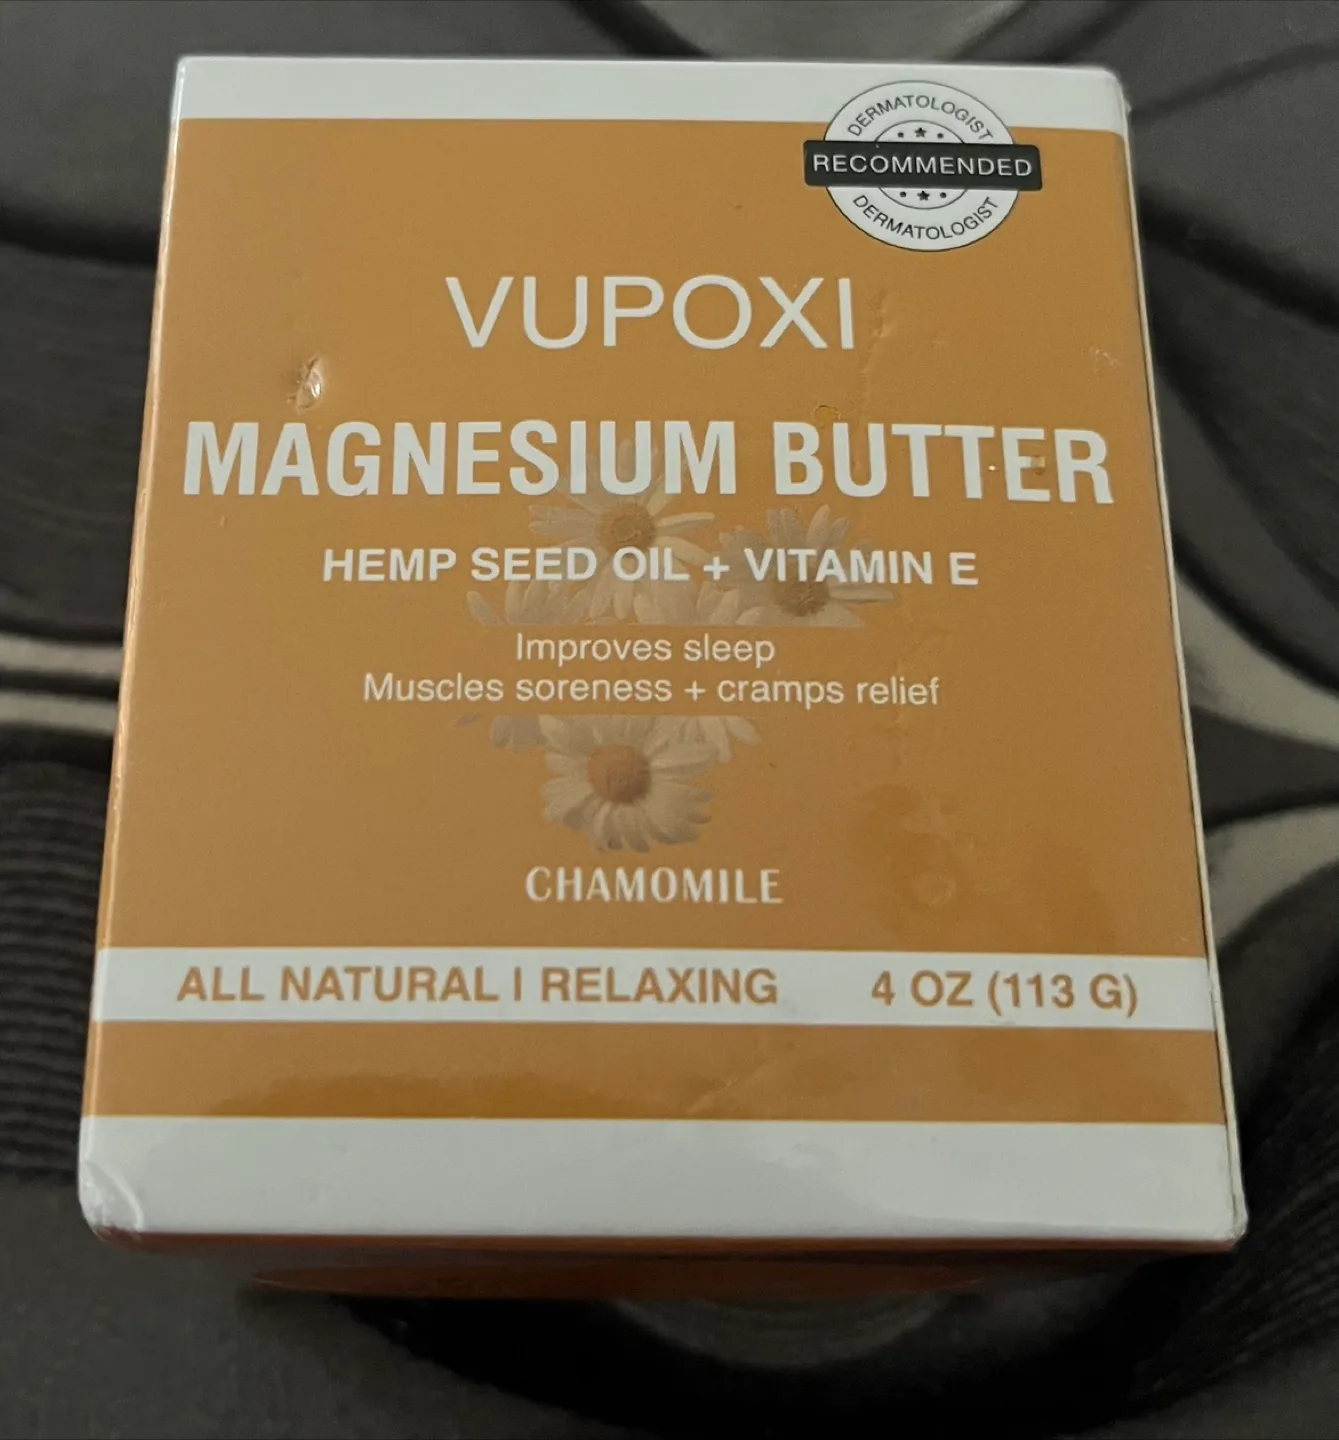 DERMATOLOGIST
RECOMMENDED
DERMATOLOGIST
VUPOXI
MAGNESIUM BUTTER
HEMP SEED OIL + VITAMIN E
Improves sleep
Muscles soreness + cramps relief
CHAMOMILE
ALL NATURAL | RELAXING 4 OZ (113 G)